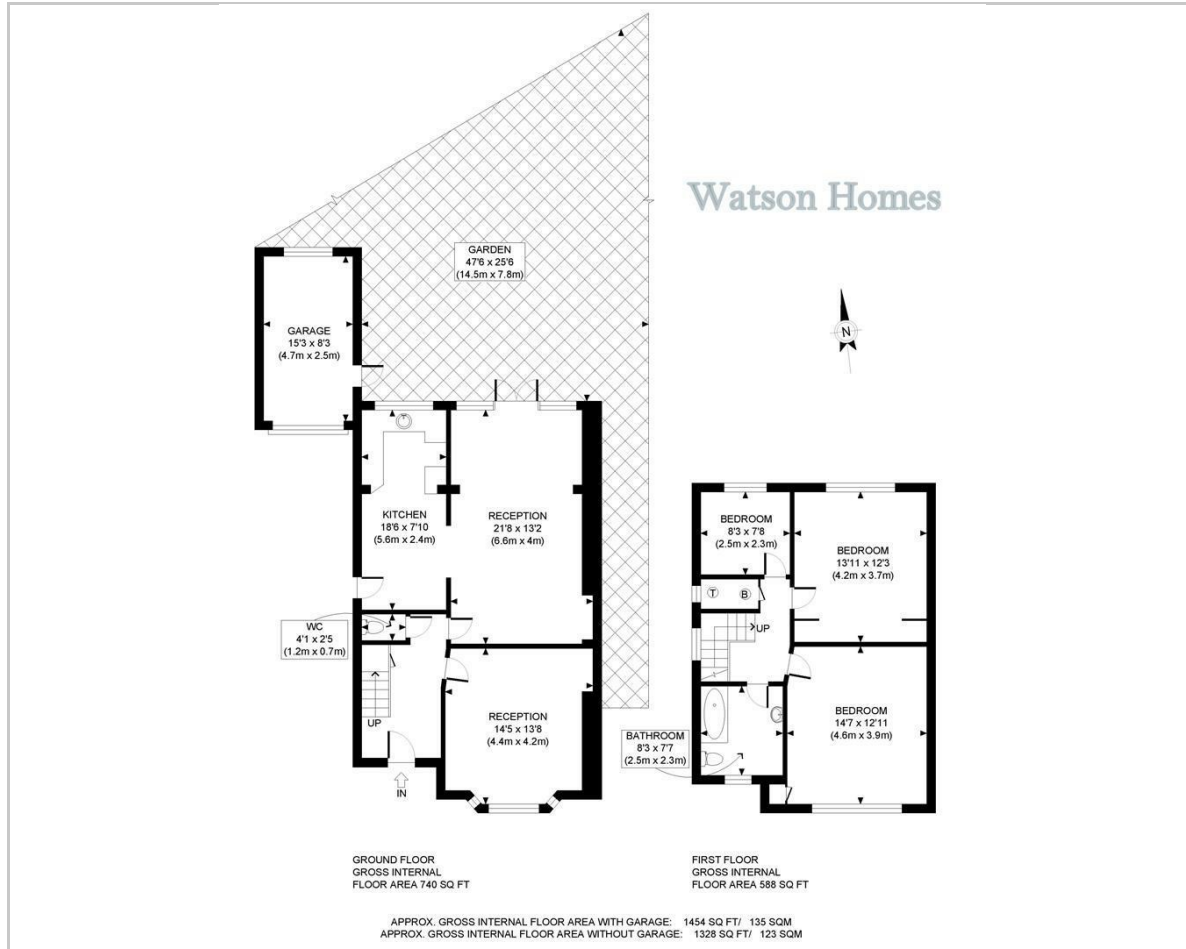 Watson Homes
GARDEN
47'6 x 25'6
(14.5m x 7.8m)
N
GARAGE
15'3 x 8'3
(4.7m x 2.5m)
KITCHEN
18'6 x 7'10
(5.6m x 2.4m)
RECEPTION
21'8 x 13'2
(6.6m x 4m)
WC
4'1 x 2'5
(1.2m x 0.7m)
UP
RECEPTION
14'5 x 13'8
(4.4m x 4.2m)
IN
BEDROOM
8'3 x 7'8
(2.5m x 2.3m)
BEDROOM
13'11 x 12'3
(4.2m x 3.7m)
T
B
UP
BEDROOM
14'7 x 12'11
(4.6m x 3.9m)
BATHROOM
8'3 x 7'7
(2.5m x 2.3m)
GROUND FLOOR
GROSS INTERNAL
FLOOR AREA 740 SQ FT
FIRST FLOOR
GROSS INTERNAL
FLOOR AREA 588 SQ FT
APPROX. GROSS INTERNAL FLOOR AREA WITH GARAGE: 1454 SQ FT/ 135 SQM
APPROX. GROSS INTERNAL FLOOR AREA WITHOUT GARAGE: 1328 SQ FT/ 123 SQM